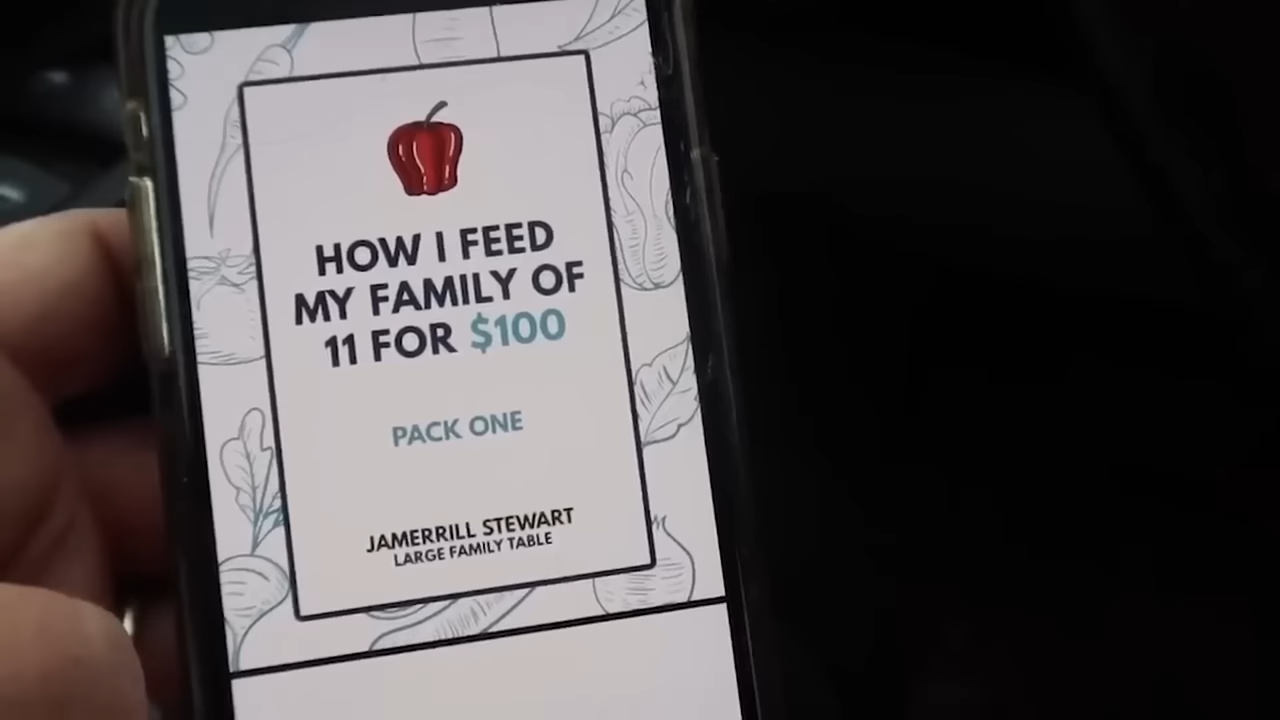 HOW I FEED
MY FAMILY OF
11 FOR $100
PACK ONE
JAMERRILL STEWART
LARGE FAMILY TABLE